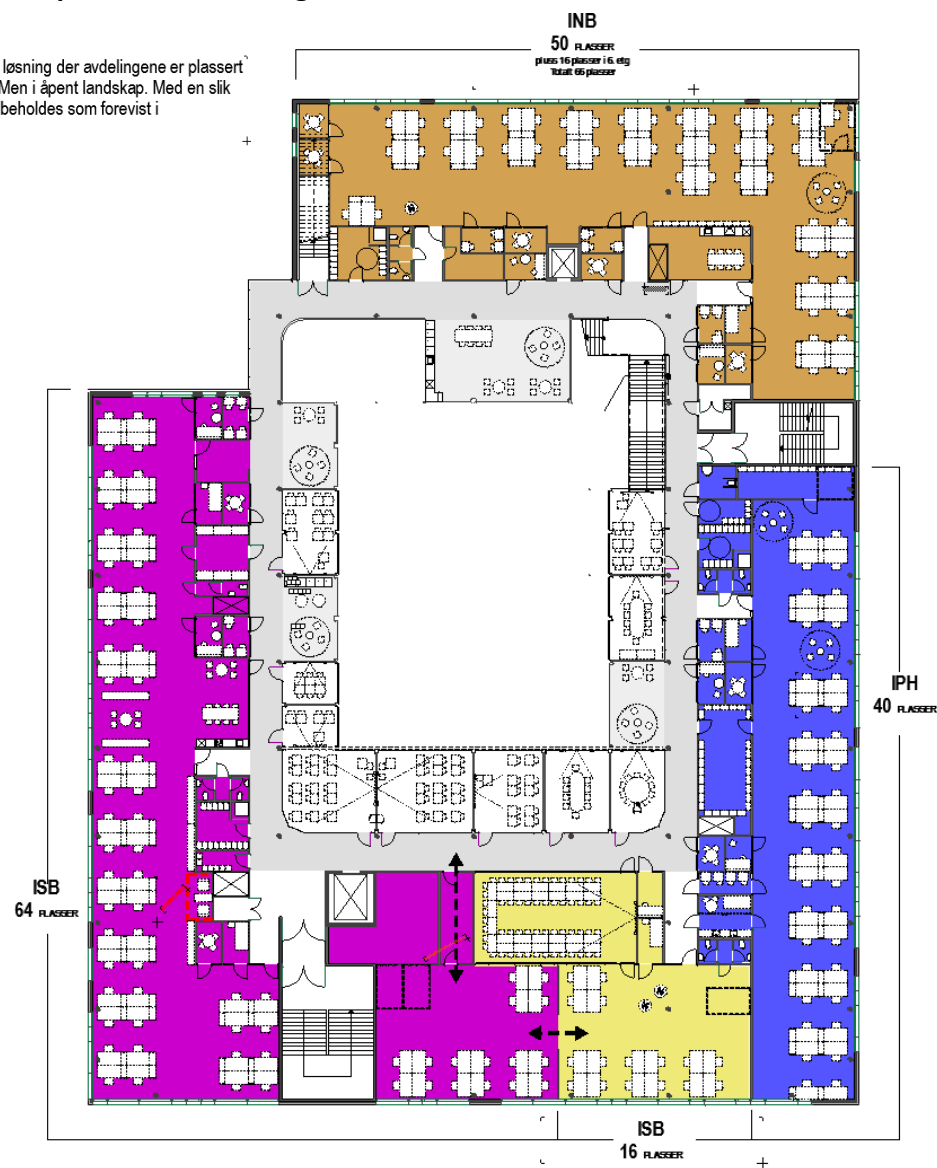 løsning der avdelingene er plassert
Men i åpent landskap. Med en slik
beholdes som forevist i
INB
50 PLASSER
pluss 16 plasser i 6. etg
Totalt 66 plasser
IPH
40 PLASSER
ISB
64 PLASSER
ISB
16 PLASSER